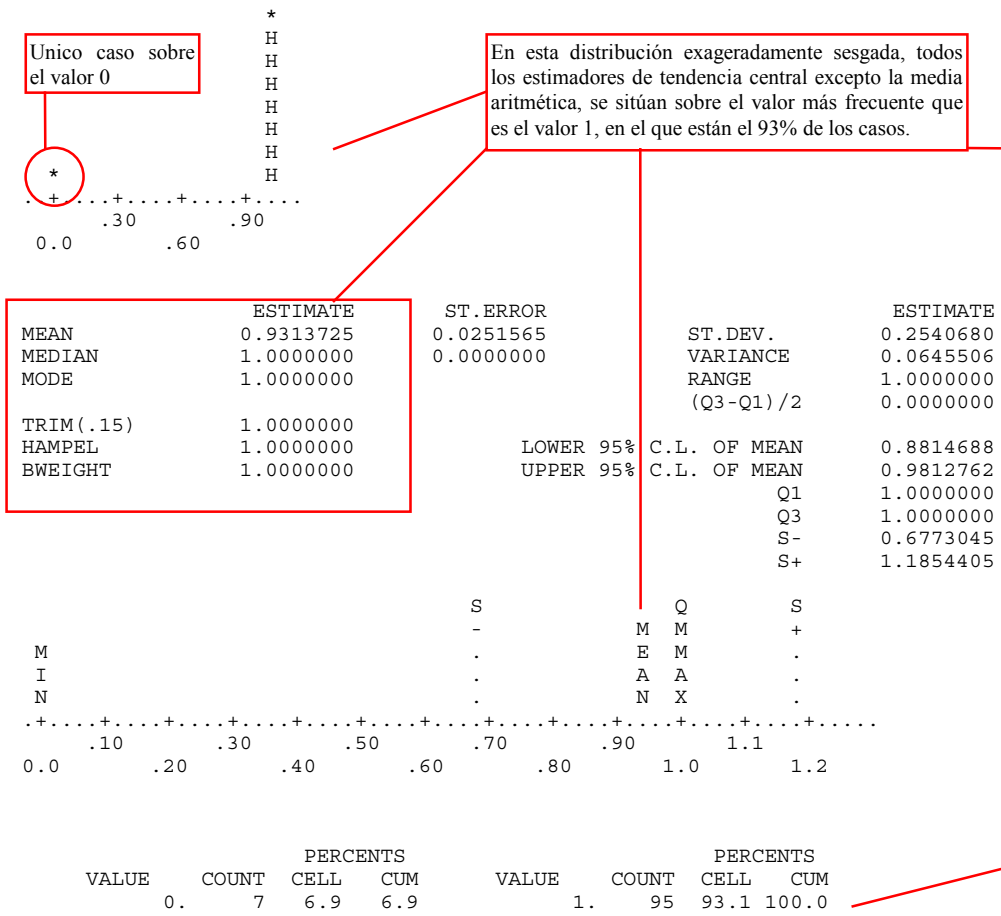 *
H
Unico caso sobre
el valor 0
H
H
H
H
H
* H
En esta distribución exageradamente sesgada, todos
los estimadores de tendencia central excepto la media
aritmética, se sitúan sobre el valor más frecuente que
es el valor 1, en el que están el 93% de los casos.
..+....+....+....+....
.30 .90
0.0 .60
ESTIMATE ST.ERROR ESTIMATE
MEAN 0.9313725 0.0251565 ST.DEV. 0.2540680
MEDIAN 1.0000000 0.0000000 VARIANCE 0.0645506
MODE 1.0000000 RANGE 1.0000000
(Q3-Q1)/2 0.0000000
TRIM(.15) 1.0000000
HAMPEL 1.0000000 LOWER 95% C.L. OF MEAN 0.8814688
BWEIGHT 1.0000000 UPPER 95% C.L. OF MEAN 0.9812762
Q1 1.0000000
Q3 1.0000000
S- 0.6773045
S+ 1.1854405
S Q S
- M M +
M . E M .
I . A A .
N . N X .
.+....+....+....+....+....+....+....+....+....+....+....+....+.....
.10 .30 .50 .70 .90 1.1
0.0 .20 .40 .60 .80 1.0 1.2
PERCENTS PERCENTS
VALUE COUNT CELL CUM VALUE COUNT CELL CUM
0. 7 6.9 6.9 1. 95 93.1 100.0